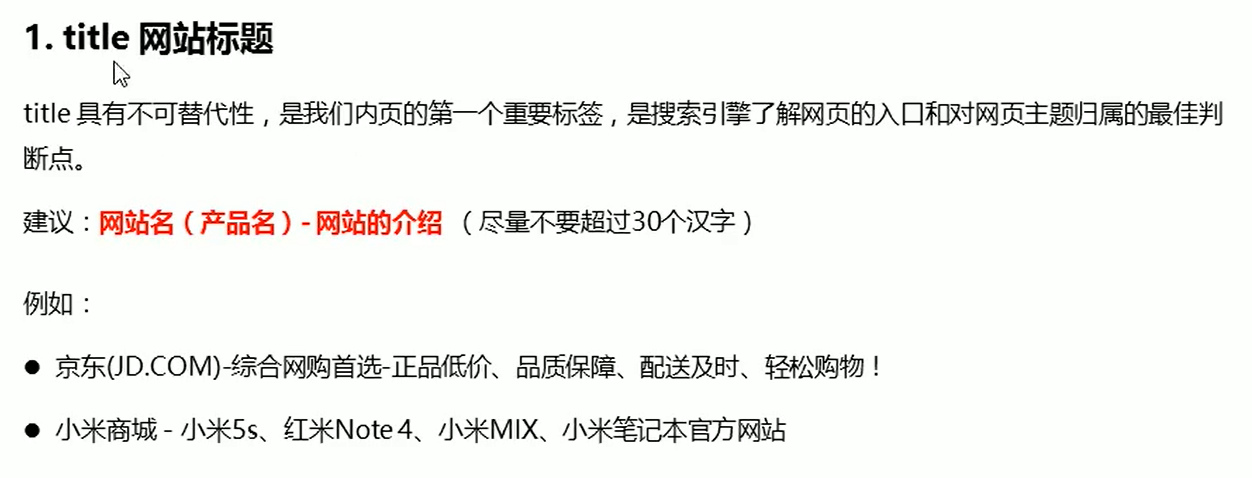 1. title 网站标题
title 具有不可替代性，是我们内页的第一个重要标签，是搜索引擎了解网页的入口和对网页主题归属的最佳判
断点。
建议：网站名（产品名）- 网站的介绍 （尽量不要超过30个汉字）
例如：
● 京东(JD.COM)-综合网购首选-正品低价、品质保障、配送及时、轻松购物！
● 小米商城 - 小米5s、红米Note 4、小米MIX、小米笔记本官方网站